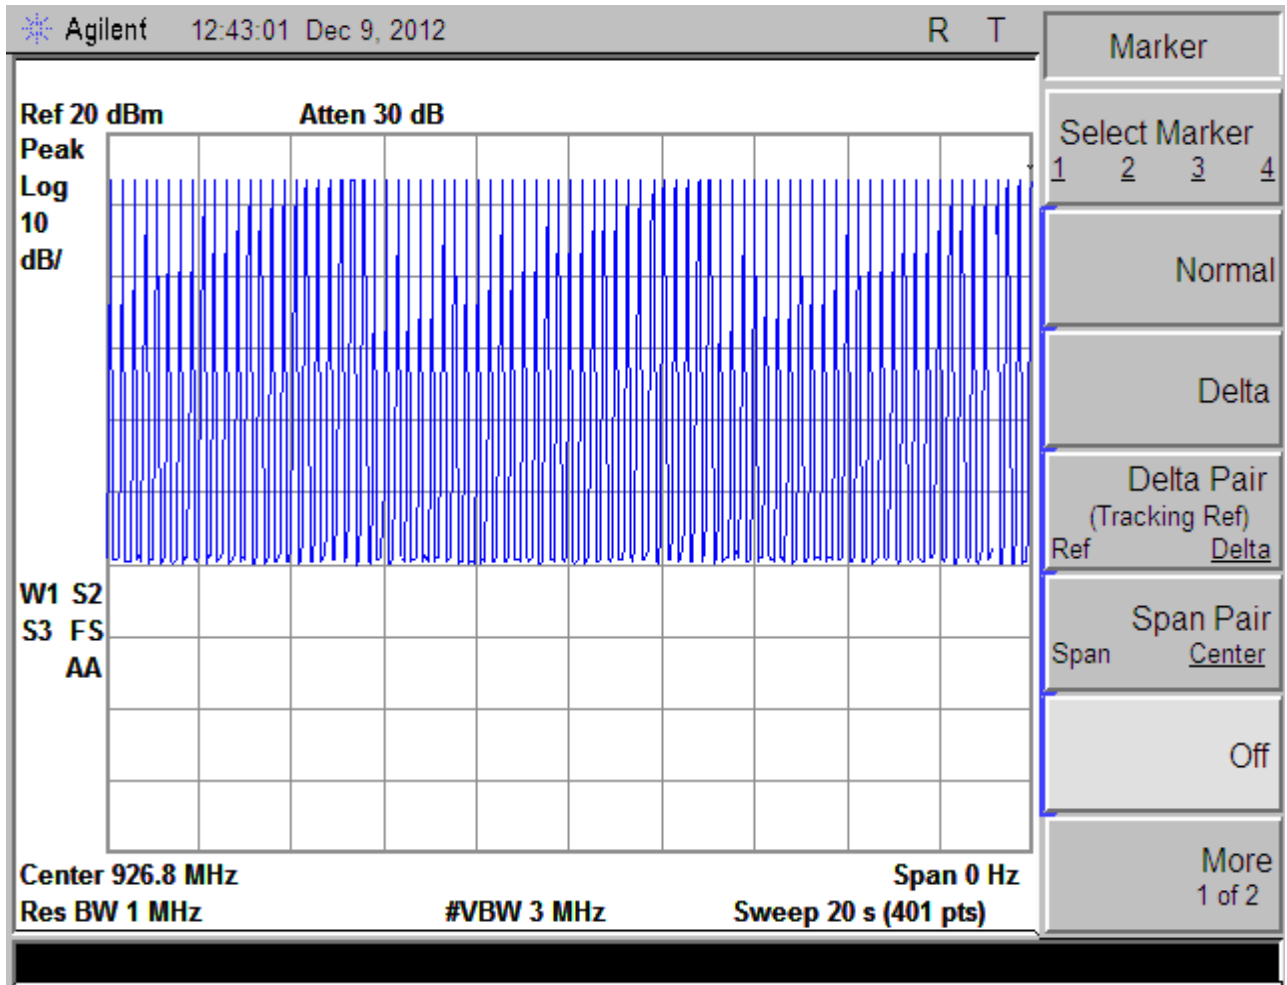 Agilent 12:43:01 Dec 9, 2012 R T
Ref 20 dBm Atten 30 dB
Peak
Log
10
dB/
W1 S2
S3 FS
AA
Center 926.8 MHz Span 0 Hz
Res BW 1 MHz #VBW 3 MHz Sweep 20 s (401 pts)
Marker
Select Marker
1 2 3 4
Normal
Delta
Delta Pair
(Tracking Ref)
Ref Delta
Span Pair
Span Center
Off
More
1 of 2